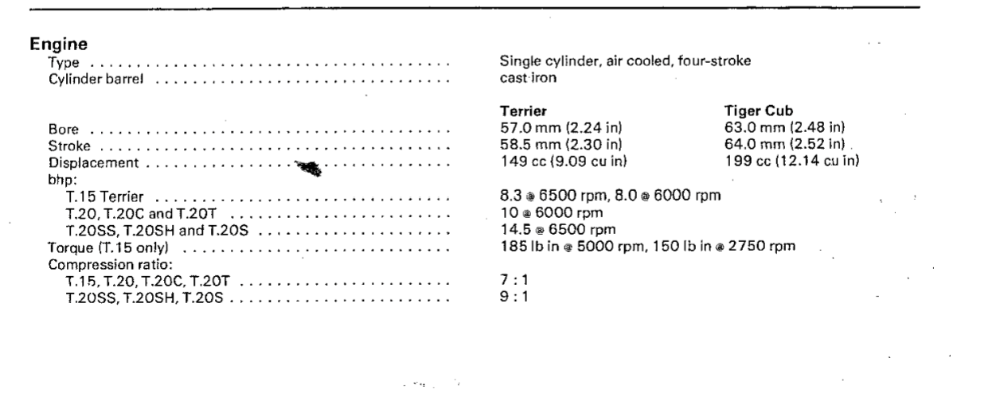 Engine
Type ........................................ Single cylinder, air cooled, four-stroke
Cylinder barrel ................................ cast iron
Terrier Tiger Cub
Bore ........................................ 57.0 mm (2.24 in) 63.0 mm (2.48 in)
Stroke ...................................... 58.5 mm (2.30 in) 64.0 mm (2.52 in)
Displacement ................................. 149 cc (9.09 cu in) 199 cc (12.14 cu in)
bhp:
T.15 Terrier ................................ 8.3 @ 6500 rpm, 8.0 @ 6000 rpm
T.20, T.20C and T.20T ........................ 10 @ 6000 rpm
T.20SS, T.20SH and T.20S ..................... 14.5 @ 6500 rpm
Torque (T.15 only) ............................. 185 lb in @ 5000 rpm, 150 lb in @ 2750 rpm
Compression ratio:
T.15, T.20, T.20C, T.20T ....................... 7 : 1
T.20SS, T.20SH, T.20S ........................ 9 : 1